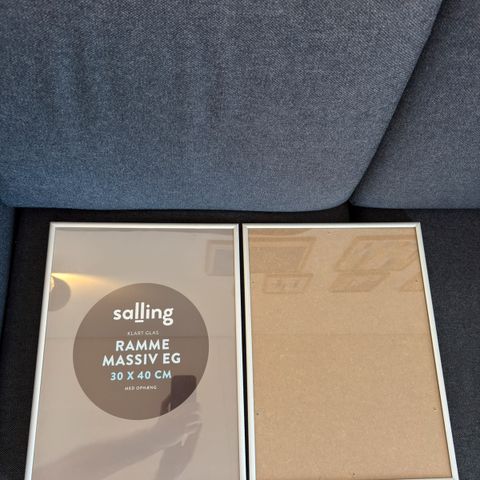 salling
KLART GLAS
RAMME
MASSIV EG
30 X 40 CM
MED OPHÆNG